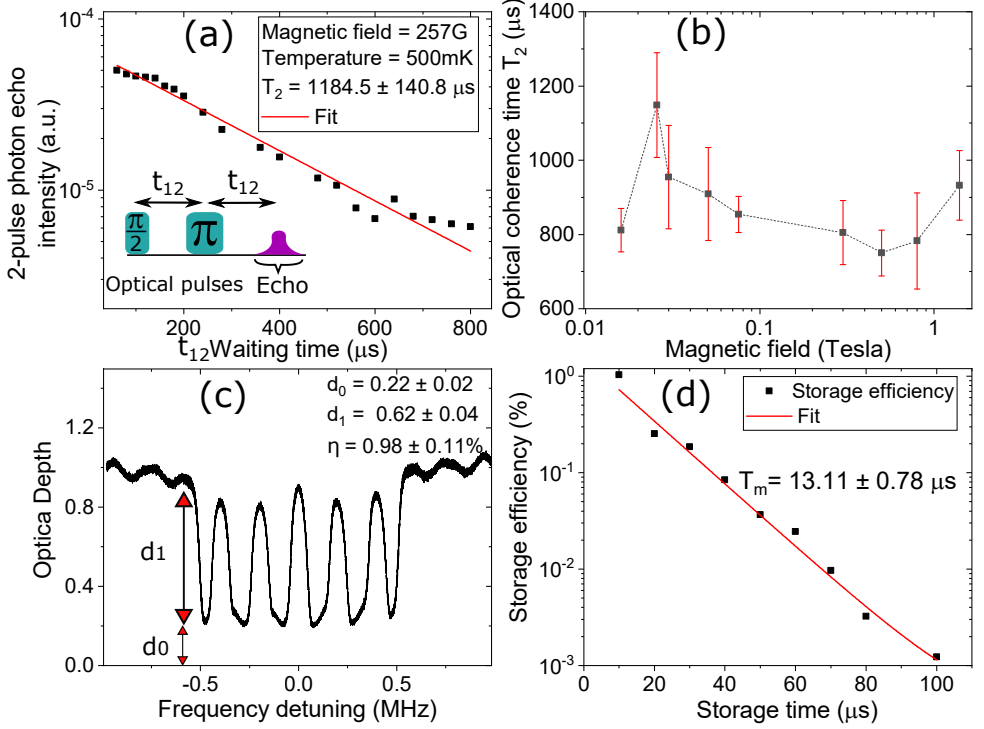 (a)
Magnetic field = 257G
Temperature = 500mK
T₂ = 1184.5 ± 140.8 μs
Fit
2-pulse photon echo
intensity (a.u.)
10⁻⁴
10⁻⁵
t₁₂
t₁₂
π/2
π
Optical pulses
Echo
200
400
600
800
t₁₂Waiting time (μs)
(b)
Optical coherence time T₂ (μs)
1400
1200
1000
800
600
0.01
0.1
1
Magnetic field (Tesla)
(c)
d₀ = 0.22 ± 0.02
d₁ = 0.62 ± 0.04
η = 0.98 ± 0.11%
Optica Depth
1.2
0.8
0.4
0.0
d1
d0
-0.5
0.0
0.5
Frequency detuning (MHz)
(d)
Storage efficiency
Fit
Tₘ= 13.11 ± 0.78 μs
Storage efficiency (%)
10⁰
10⁻¹
10⁻²
10⁻³
0
20
40
60
80
100
Storage time (μs)